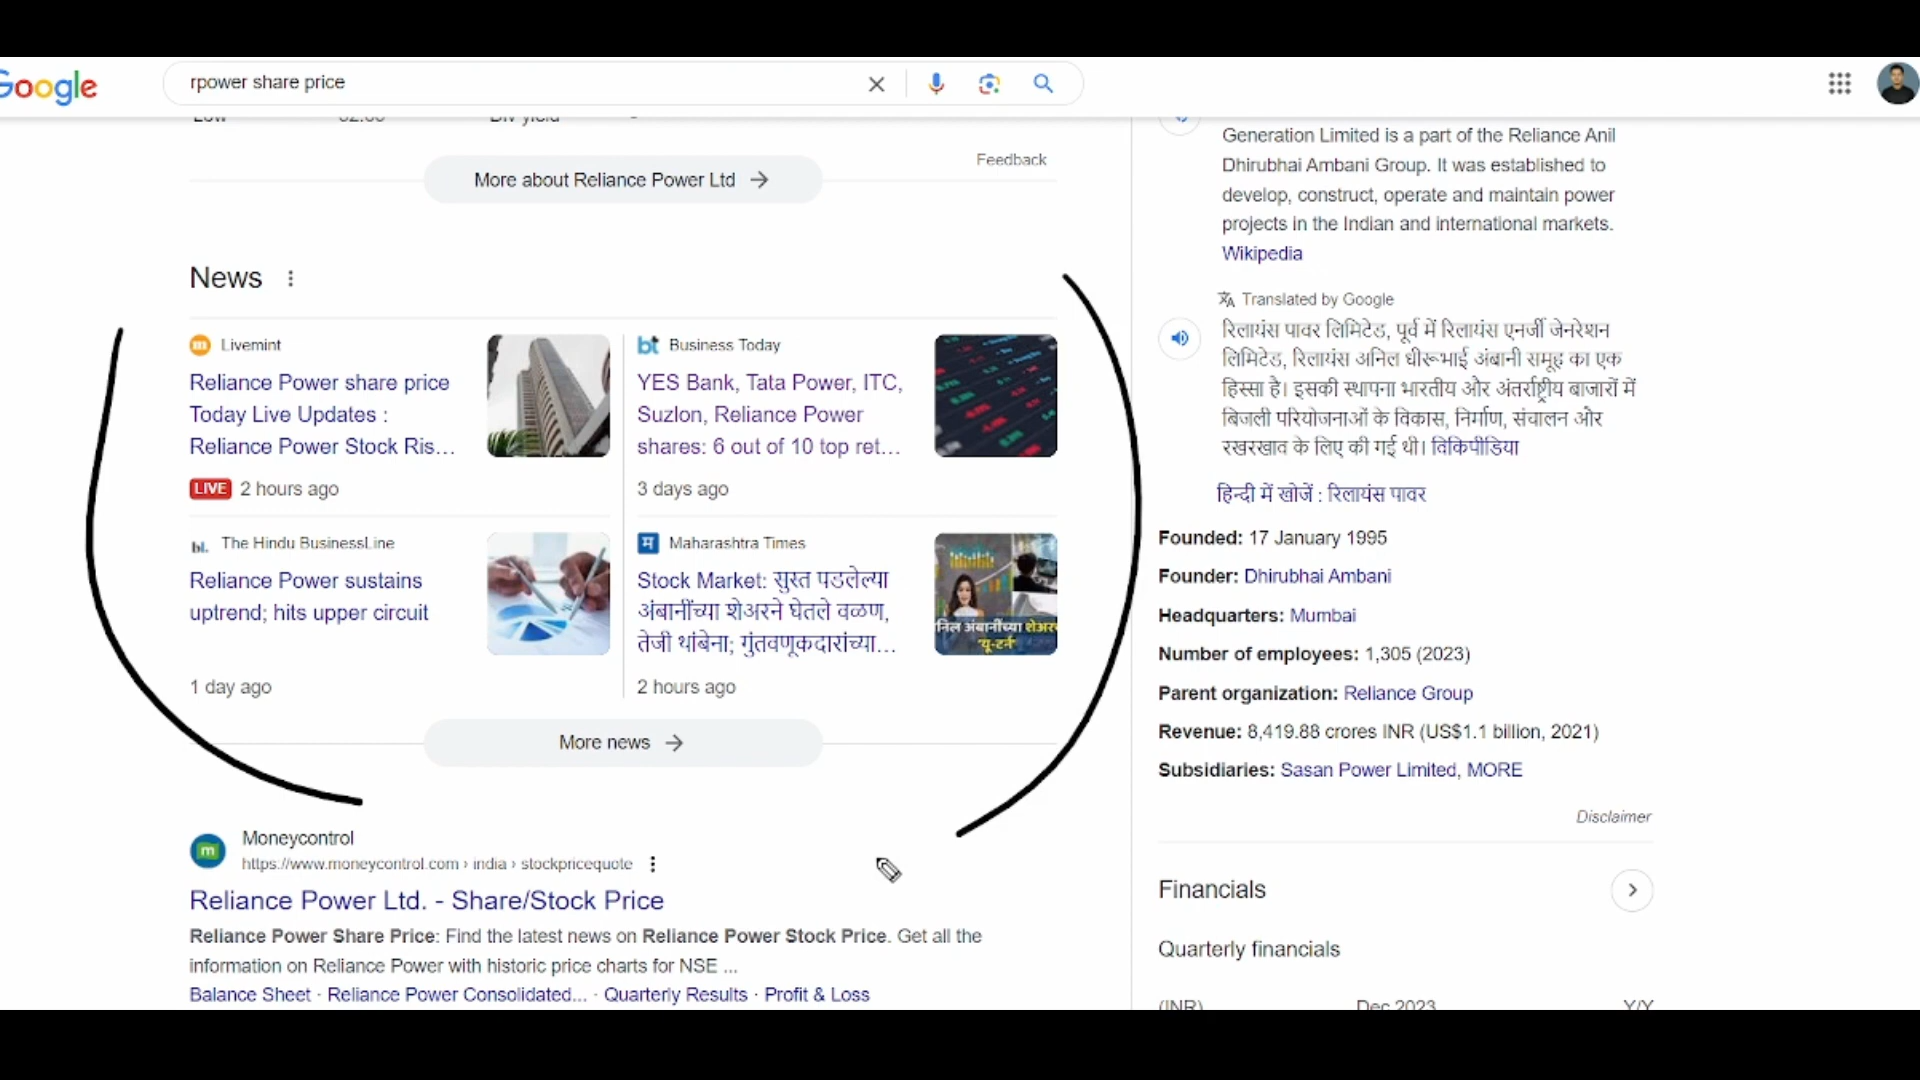 Google
rpower share price
Low Div yield -
More about Reliance Power Ltd →
Feedback
News
Livemint
Reliance Power share price
Today Live Updates :
Reliance Power Stock Ris...
LIVE 2 hours ago
bt Business Today
YES Bank, Tata Power, ITC,
Suzlon, Reliance Power
shares: 6 out of 10 top ret...
3 days ago
bl. The Hindu BusinessLine
Reliance Power sustains
uptrend; hits upper circuit
1 day ago
म Maharashtra Times
Stock Market: सुस्त पडलेल्या
अंबानींच्या शेअरने घेतले वळण,
तेजी थांबेना; गुंतवणूकदारांच्या...
निल अंबानींच्या शेअर
'यू-टर्न'
2 hours ago
More news →
m Moneycontrol
https://www.moneycontrol.com › india › stockpricequote
Reliance Power Ltd. - Share/Stock Price
Reliance Power Share Price: Find the latest news on Reliance Power Stock Price. Get all the
information on Reliance Power with historic price charts for NSE ...
Balance Sheet · Reliance Power Consolidated... · Quarterly Results · Profit & Loss
Generation Limited is a part of the Reliance Anil
Dhirubhai Ambani Group. It was established to
develop, construct, operate and maintain power
projects in the Indian and international markets.
Wikipedia
Translated by Google
रिलायंस पावर लिमिटेड, पूर्व में रिलायंस एनर्जी जेनरेशन
लिमिटेड, रिलायंस अनिल धीरूभाई अंबानी समूह का एक
हिस्सा है। इसकी स्थापना भारतीय और अंतर्राष्ट्रीय बाजारों में
बिजली परियोजनाओं के विकास, निर्माण, संचालन और
रखरखाव के लिए की गई थी। विकिपीडिया
हिन्दी में खोजें : रिलायंस पावर
Founded: 17 January 1995
Founder: Dhirubhai Ambani
Headquarters: Mumbai
Number of employees: 1,305 (2023)
Parent organization: Reliance Group
Revenue: 8,419.88 crores INR (US$1.1 billion, 2021)
Subsidiaries: Sasan Power Limited, MORE
Disclaimer
Financials
Quarterly financials
(INR) Dec 2023 Y/Y